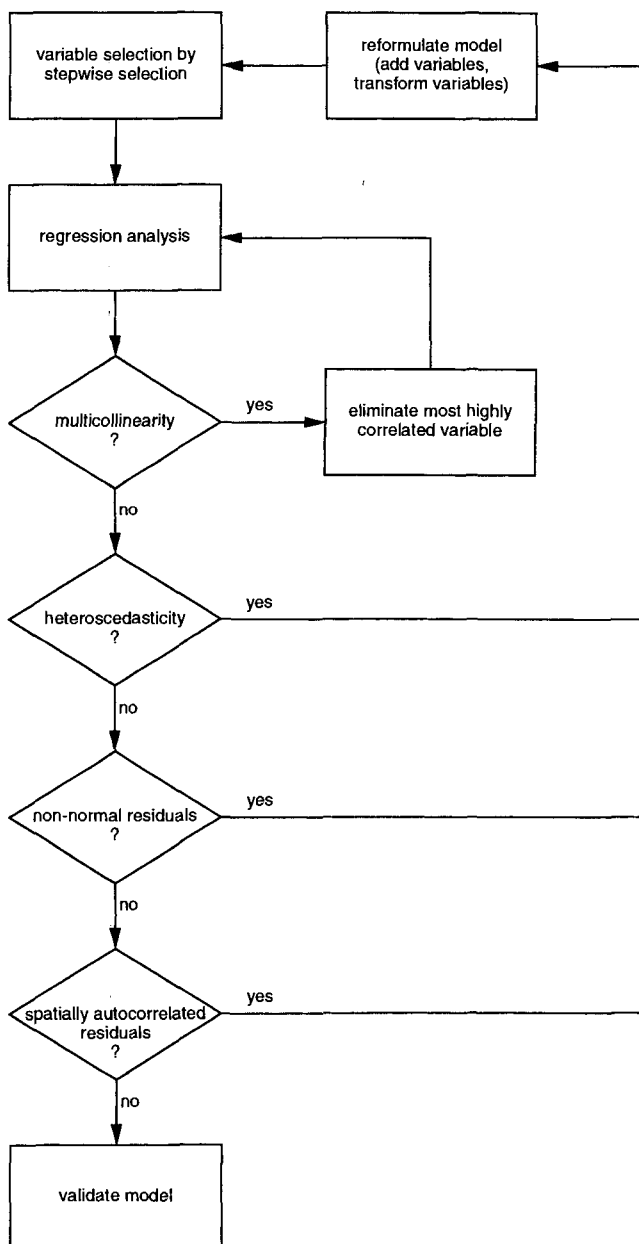 variable selection by
stepwise selection
reformulate model
(add variables,
transform variables)
regression analysis
multicollinearity
?
yes
eliminate most highly
correlated variable
no
heteroscedasticity
?
yes
no
non-normal residuals
?
yes
no
spatially autocorrelated
residuals
?
yes
no
validate model